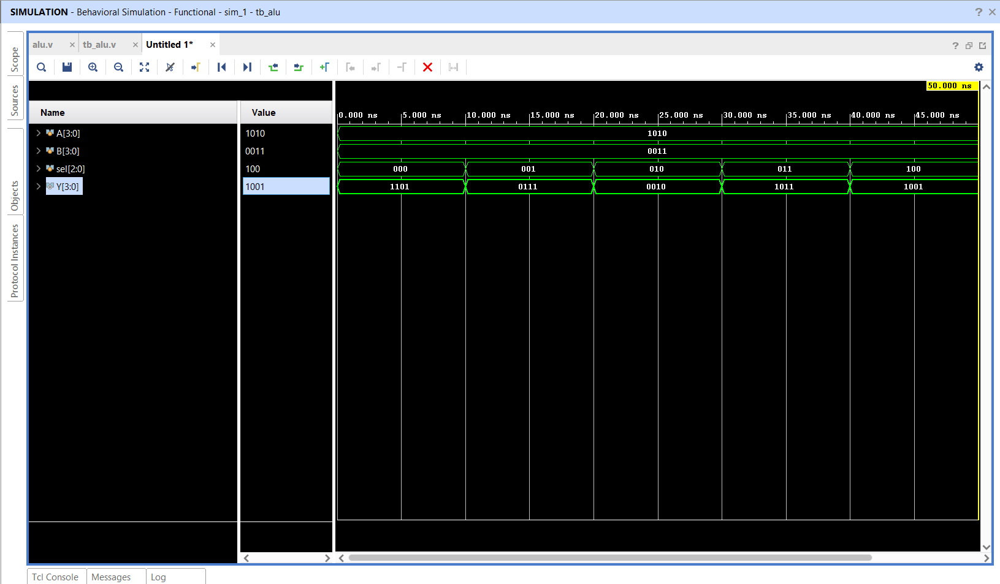 SIMULATION - Behavioral Simulation - Functional - sim_1 - tb_alu
Scope
Sources
Objects
Protocol Instances
alu.v
tb_alu.v
Untitled 1*
50.000 ns
Name
Value
0.000 ns 5.000 ns 10.000 ns 15.000 ns 20.000 ns 25.000 ns 30.000 ns 35.000 ns 40.000 ns 45.000 ns
A[3:0] 1010 1010
B[3:0] 0011 0011
sel[2:0] 100 000 001 010 011 100
Y[3:0] 1001 1101 0111 0010 1011 1001
Tcl Console
Messages
Log